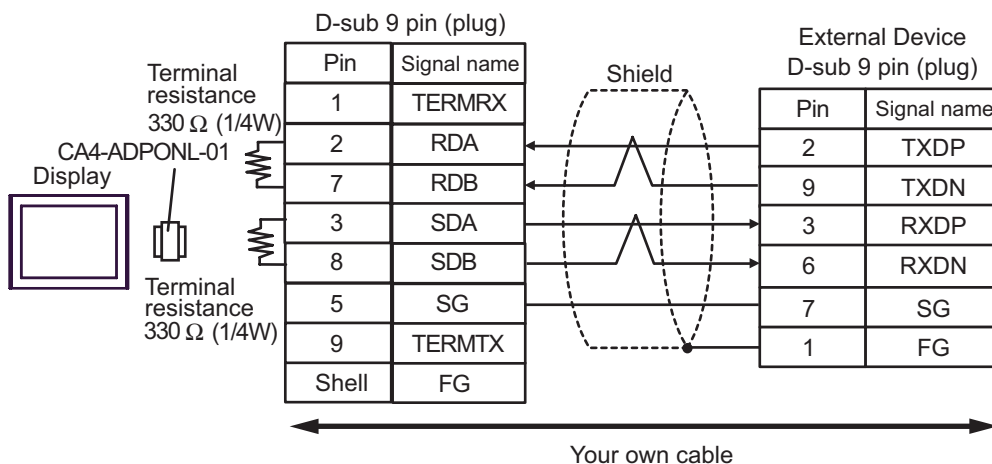 D-sub 9 pin (plug)
Pin Signal name
1 TERMRX
2 RDA
7 RDB
3 SDA
8 SDB
5 SG
9 TERMTX
Shell FG
Terminal
resistance
330 Ω (1/4W)
CA4-ADPONL-01
Display
Terminal
resistance
330 Ω (1/4W)
Shield
External Device
D-sub 9 pin (plug)
Pin Signal name
2 TXDP
9 TXDN
3 RXDP
6 RXDN
7 SG
1 FG
Your own cable